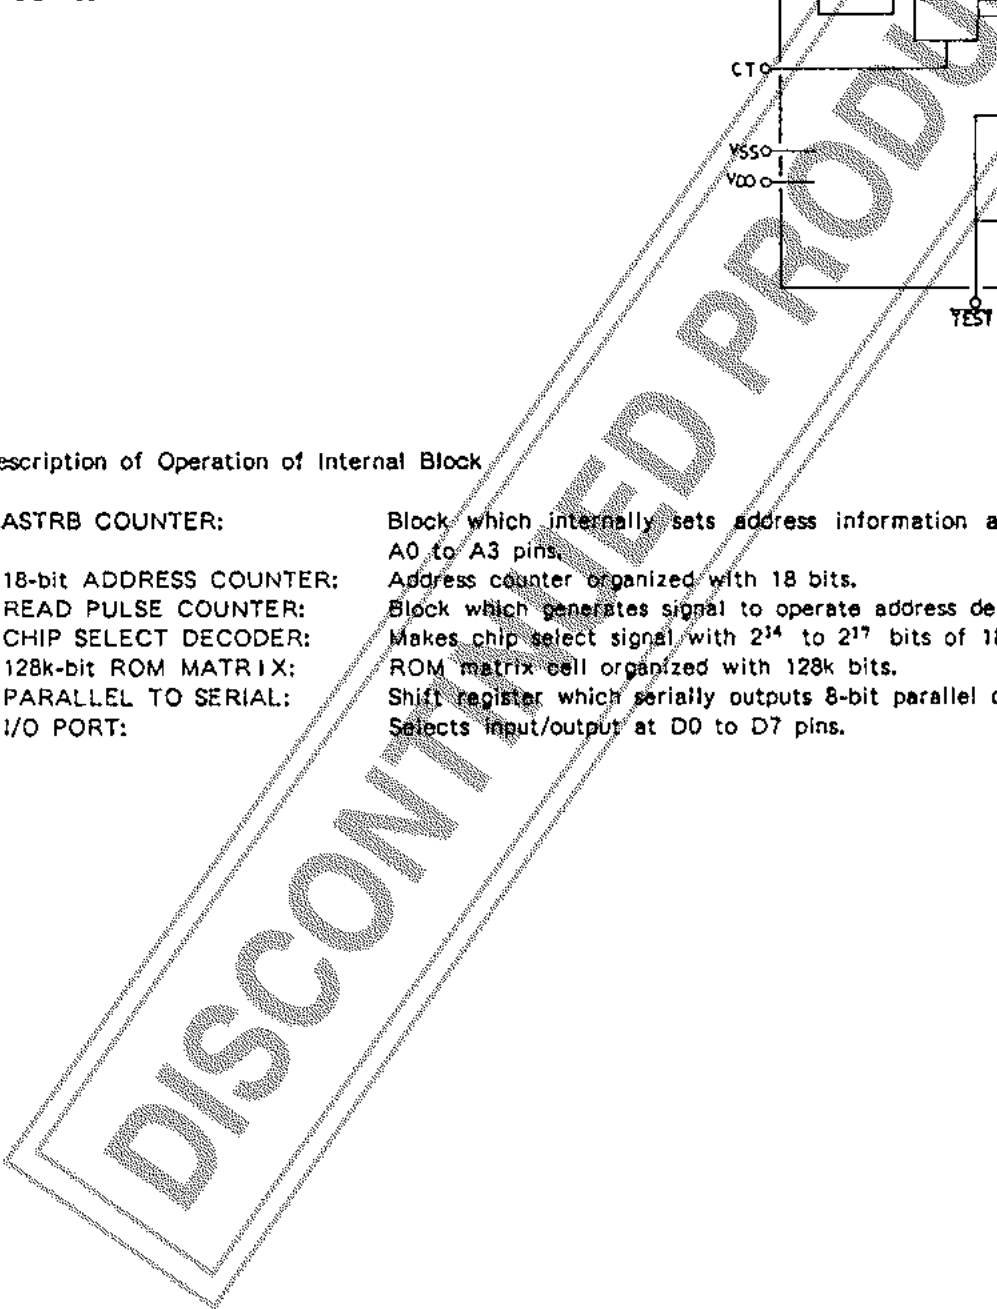 CT
VSS
VDD
TEST
escription of Operation of Internal Block
ASTRB COUNTER: Block which internally sets address information a
A0 to A3 pins.
18-bit ADDRESS COUNTER: Address counter organized with 18 bits.
READ PULSE COUNTER: Block which generates signal to operate address de
CHIP SELECT DECODER: Makes chip select signal with 2¹⁴ to 2¹⁷ bits of 18
128k-bit ROM MATRIX: ROM matrix cell organized with 128k bits.
PARALLEL TO SERIAL: Shift register which serially outputs 8-bit parallel
I/O PORT: Selects input/output at D0 to D7 pins.
DISCONTINUED PRODU